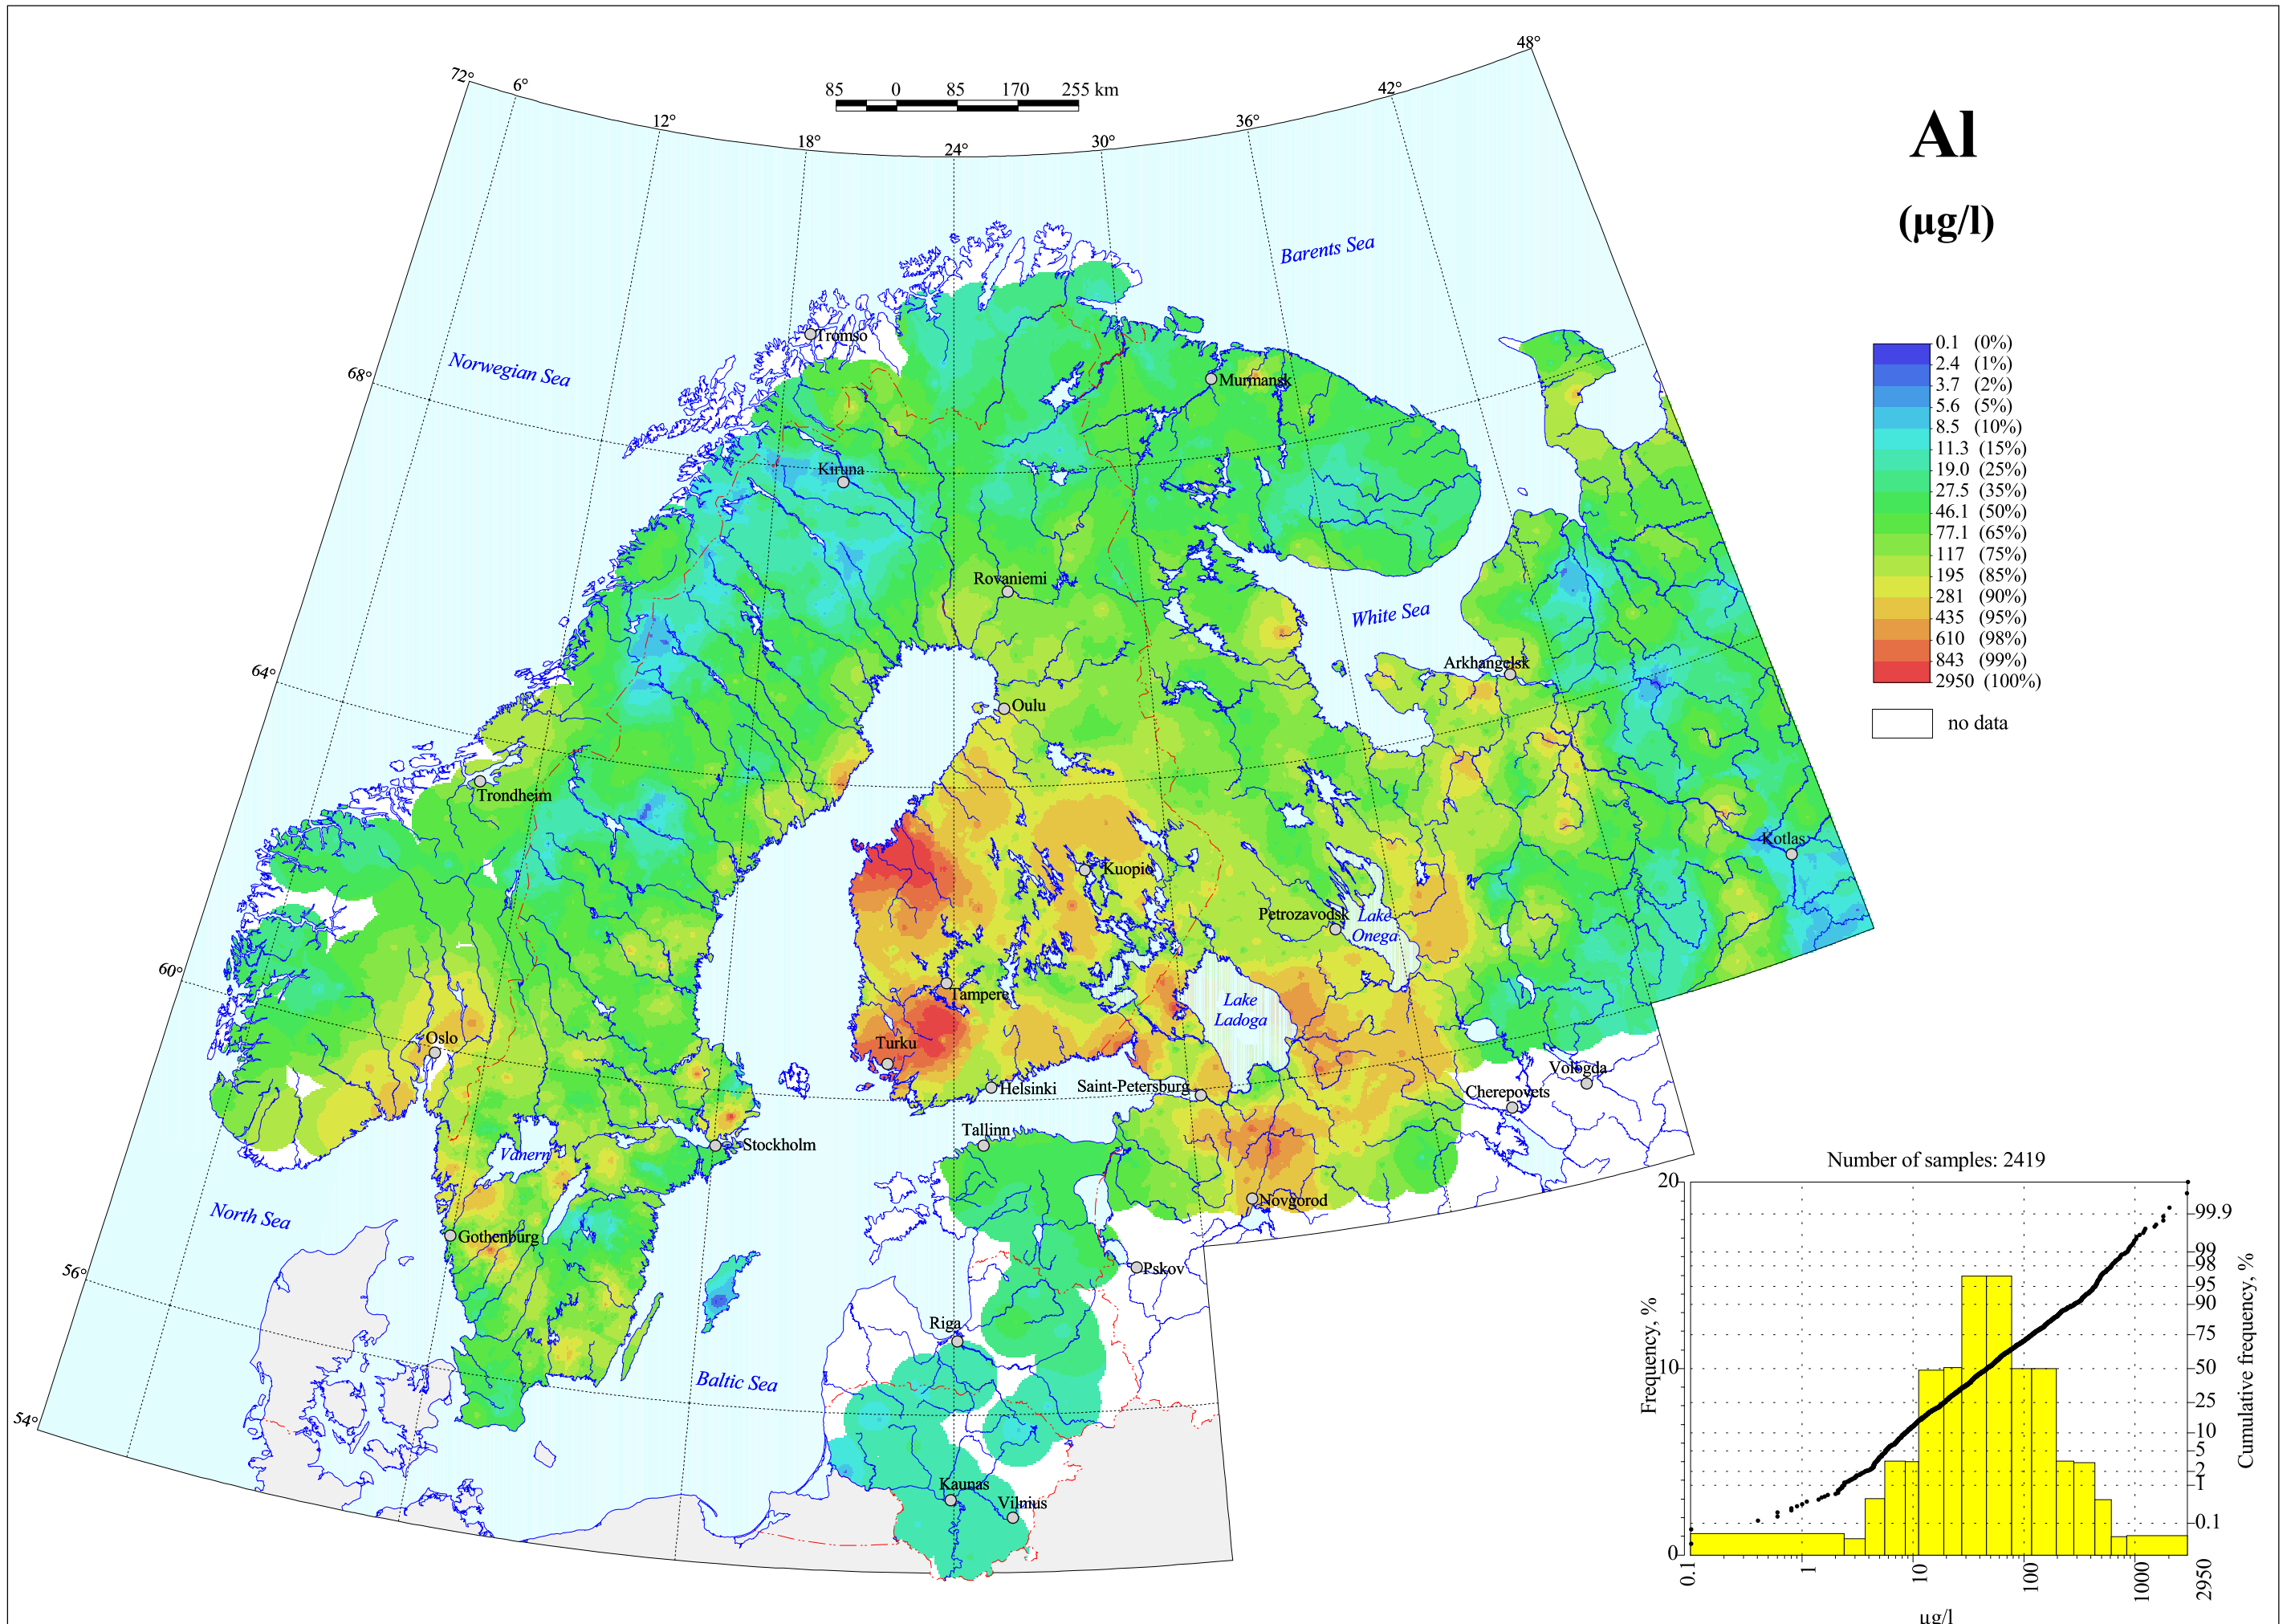 48°
72°
6°
42°
85 0 85 170 255 km
12°
36°
18°
30°
24°
Al
(µg/l)
Barents Sea
Tromso
Norwegian Sea
68°
Murmansk
0.1 (0%)
2.4 (1%)
3.7 (2%)
5.6 (5%)
8.5 (10%)
11.3 (15%)
19.0 (25%)
27.5 (35%)
46.1 (50%)
77.1 (65%)
117 (75%)
195 (85%)
281 (90%)
435 (95%)
610 (98%)
843 (99%)
2950 (100%)
no data
Kiruna
Rovaniemi
White Sea
Arkhangelsk
64°
Oulu
Trondheim
Kotlas
Kuopio
Petrozavodsk
Lake
Onega
60°
Tampere
Lake
Ladoga
Oslo
Turku
Helsinki
Saint-Petersburg
Vologda
Cherepovets
Stockholm
Tallinn
Vanern
Novgorod
North Sea
Gothenburg
Pskov
56°
Riga
Baltic Sea
54°
Kaunas
Vilnius
Number of samples: 2419
20
10
0
Frequency, %
99.9
99
98
95
90
75
50
25
10
5
2
1
0.1
Cumulative frequency, %
0.1
1
10
100
1000
2950
µg/l